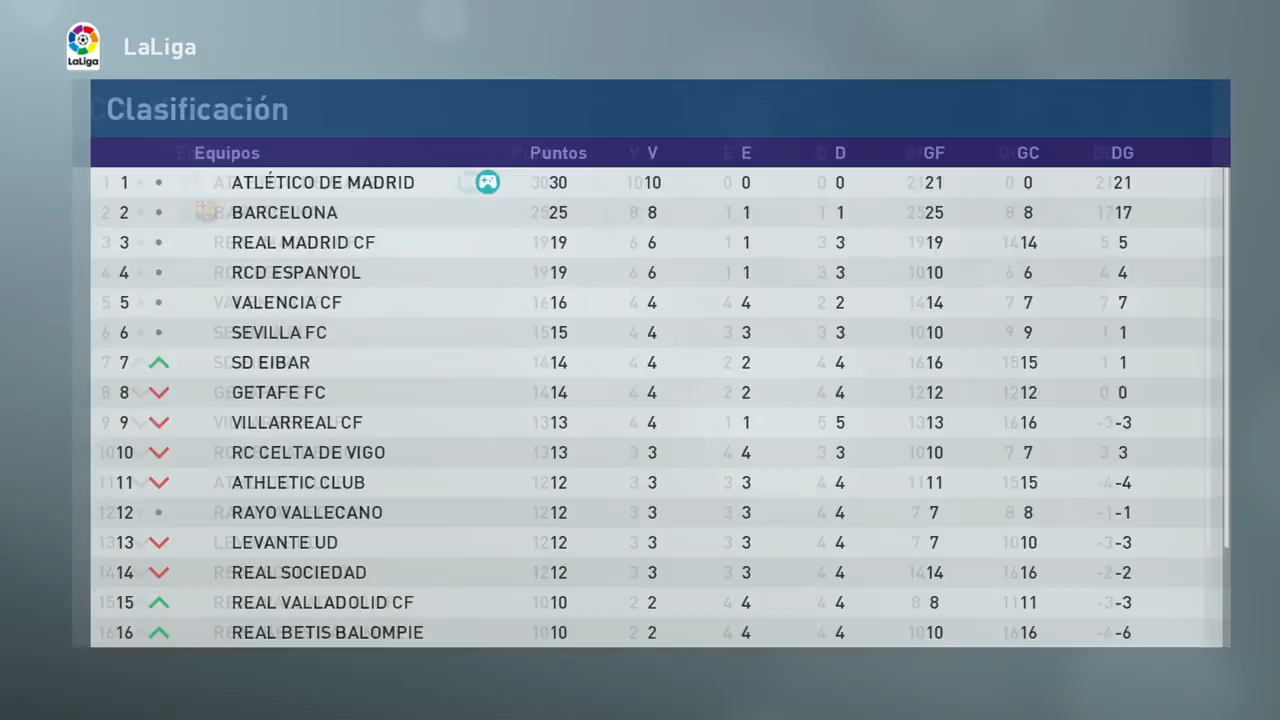 LaLiga
LaLiga
Clasificación
Equipos Puntos V E D GF GC DG
1 ATLÉTICO DE MADRID 30 10 0 0 21 0 21
2 BARCELONA 25 8 1 1 25 8 17
3 REAL MADRID CF 19 6 1 3 19 14 5
4 RCD ESPANYOL 19 6 1 3 10 6 4
5 VALENCIA CF 16 4 4 2 14 7 7
6 SEVILLA FC 15 4 3 3 10 9 1
7 SD EIBAR 14 4 2 4 16 15 1
8 GETAFE FC 14 4 2 4 12 12 0
9 VILLARREAL CF 13 4 1 5 13 16 -3
10 RC CELTA DE VIGO 13 3 4 3 10 7 3
11 ATHLETIC CLUB 12 3 3 4 11 15 -4
12 RAYO VALLECANO 12 3 3 4 7 8 -1
13 LEVANTE UD 12 3 3 4 7 10 -3
14 REAL SOCIEDAD 12 3 3 4 14 16 -2
15 REAL VALLADOLID CF 10 2 4 4 8 11 -3
16 REAL BETIS BALOMPIE 10 2 4 4 10 16 -6